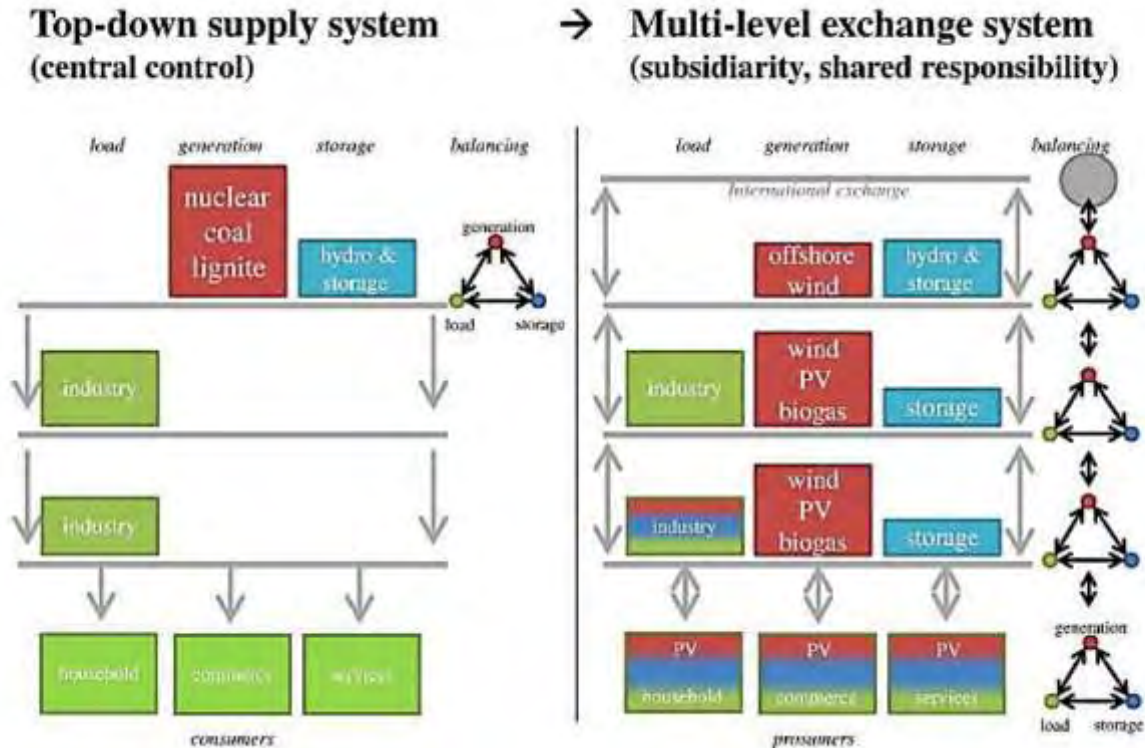 Top-down supply system
(central control)
→ Multi-level exchange system
(subsidiarity, shared responsibility)
load generation storage balancing
nuclear
coal
lignite
hydro &
storage
generation
load storage
industry
industry
household commerce services
consumers
load generation storage balancing
International exchange
offshore
wind
hydro &
storage
industry
wind
PV
biogas
storage
industry
wind
PV
biogas
storage
PV PV PV
household commerce services
generation
load storage
prosumers